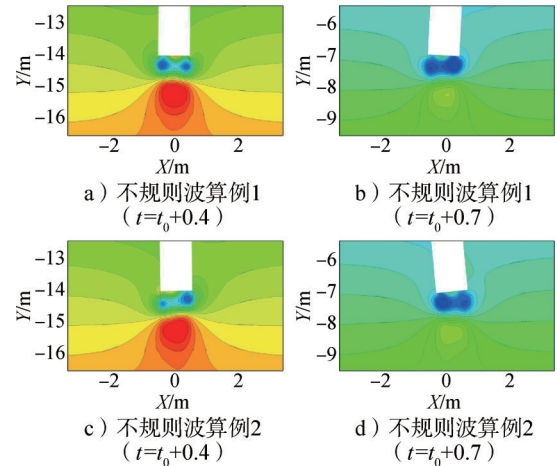 -13
-14
-15
-16
Y/m
-2
0
2
X/m
a）不规则波算例1
（t=t₀+0.4）
-6
-7
-8
-9
Y/m
-2
0
2
X/m
b）不规则波算例1
（t=t₀+0.7）
-13
-14
-15
-16
Y/m
-2
0
2
X/m
c）不规则波算例2
（t=t₀+0.4）
-6
-7
-8
-9
Y/m
-2
0
2
X/m
d）不规则波算例2
（t=t₀+0.7）